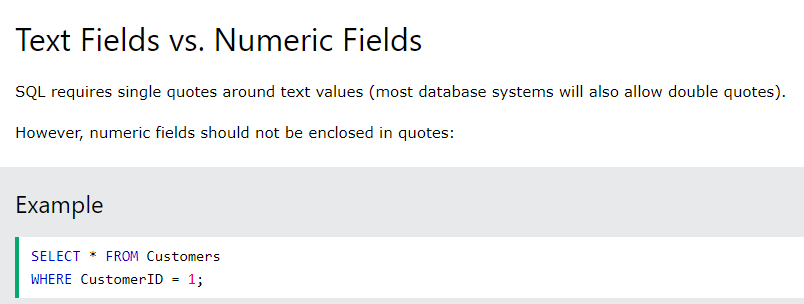 Text Fields vs. Numeric Fields
SQL requires single quotes around text values (most database systems will also allow double quotes).
However, numeric fields should not be enclosed in quotes:
Example
SELECT * FROM Customers
WHERE CustomerID = 1;